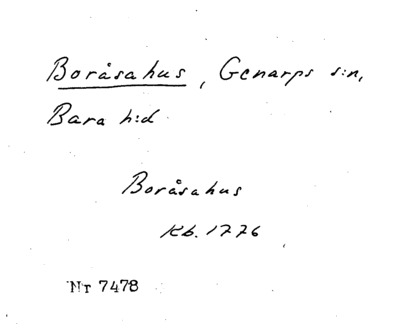 Boråsahus, Genarps s:n,
Bara h:d
Boråsahus
Kb. 1776
Nr 7478